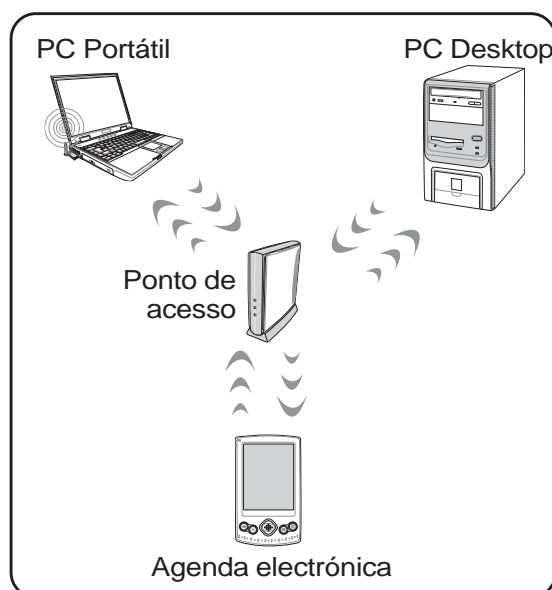 PC Portátil
PC Desktop
Ponto de
acesso
Agenda electrónica